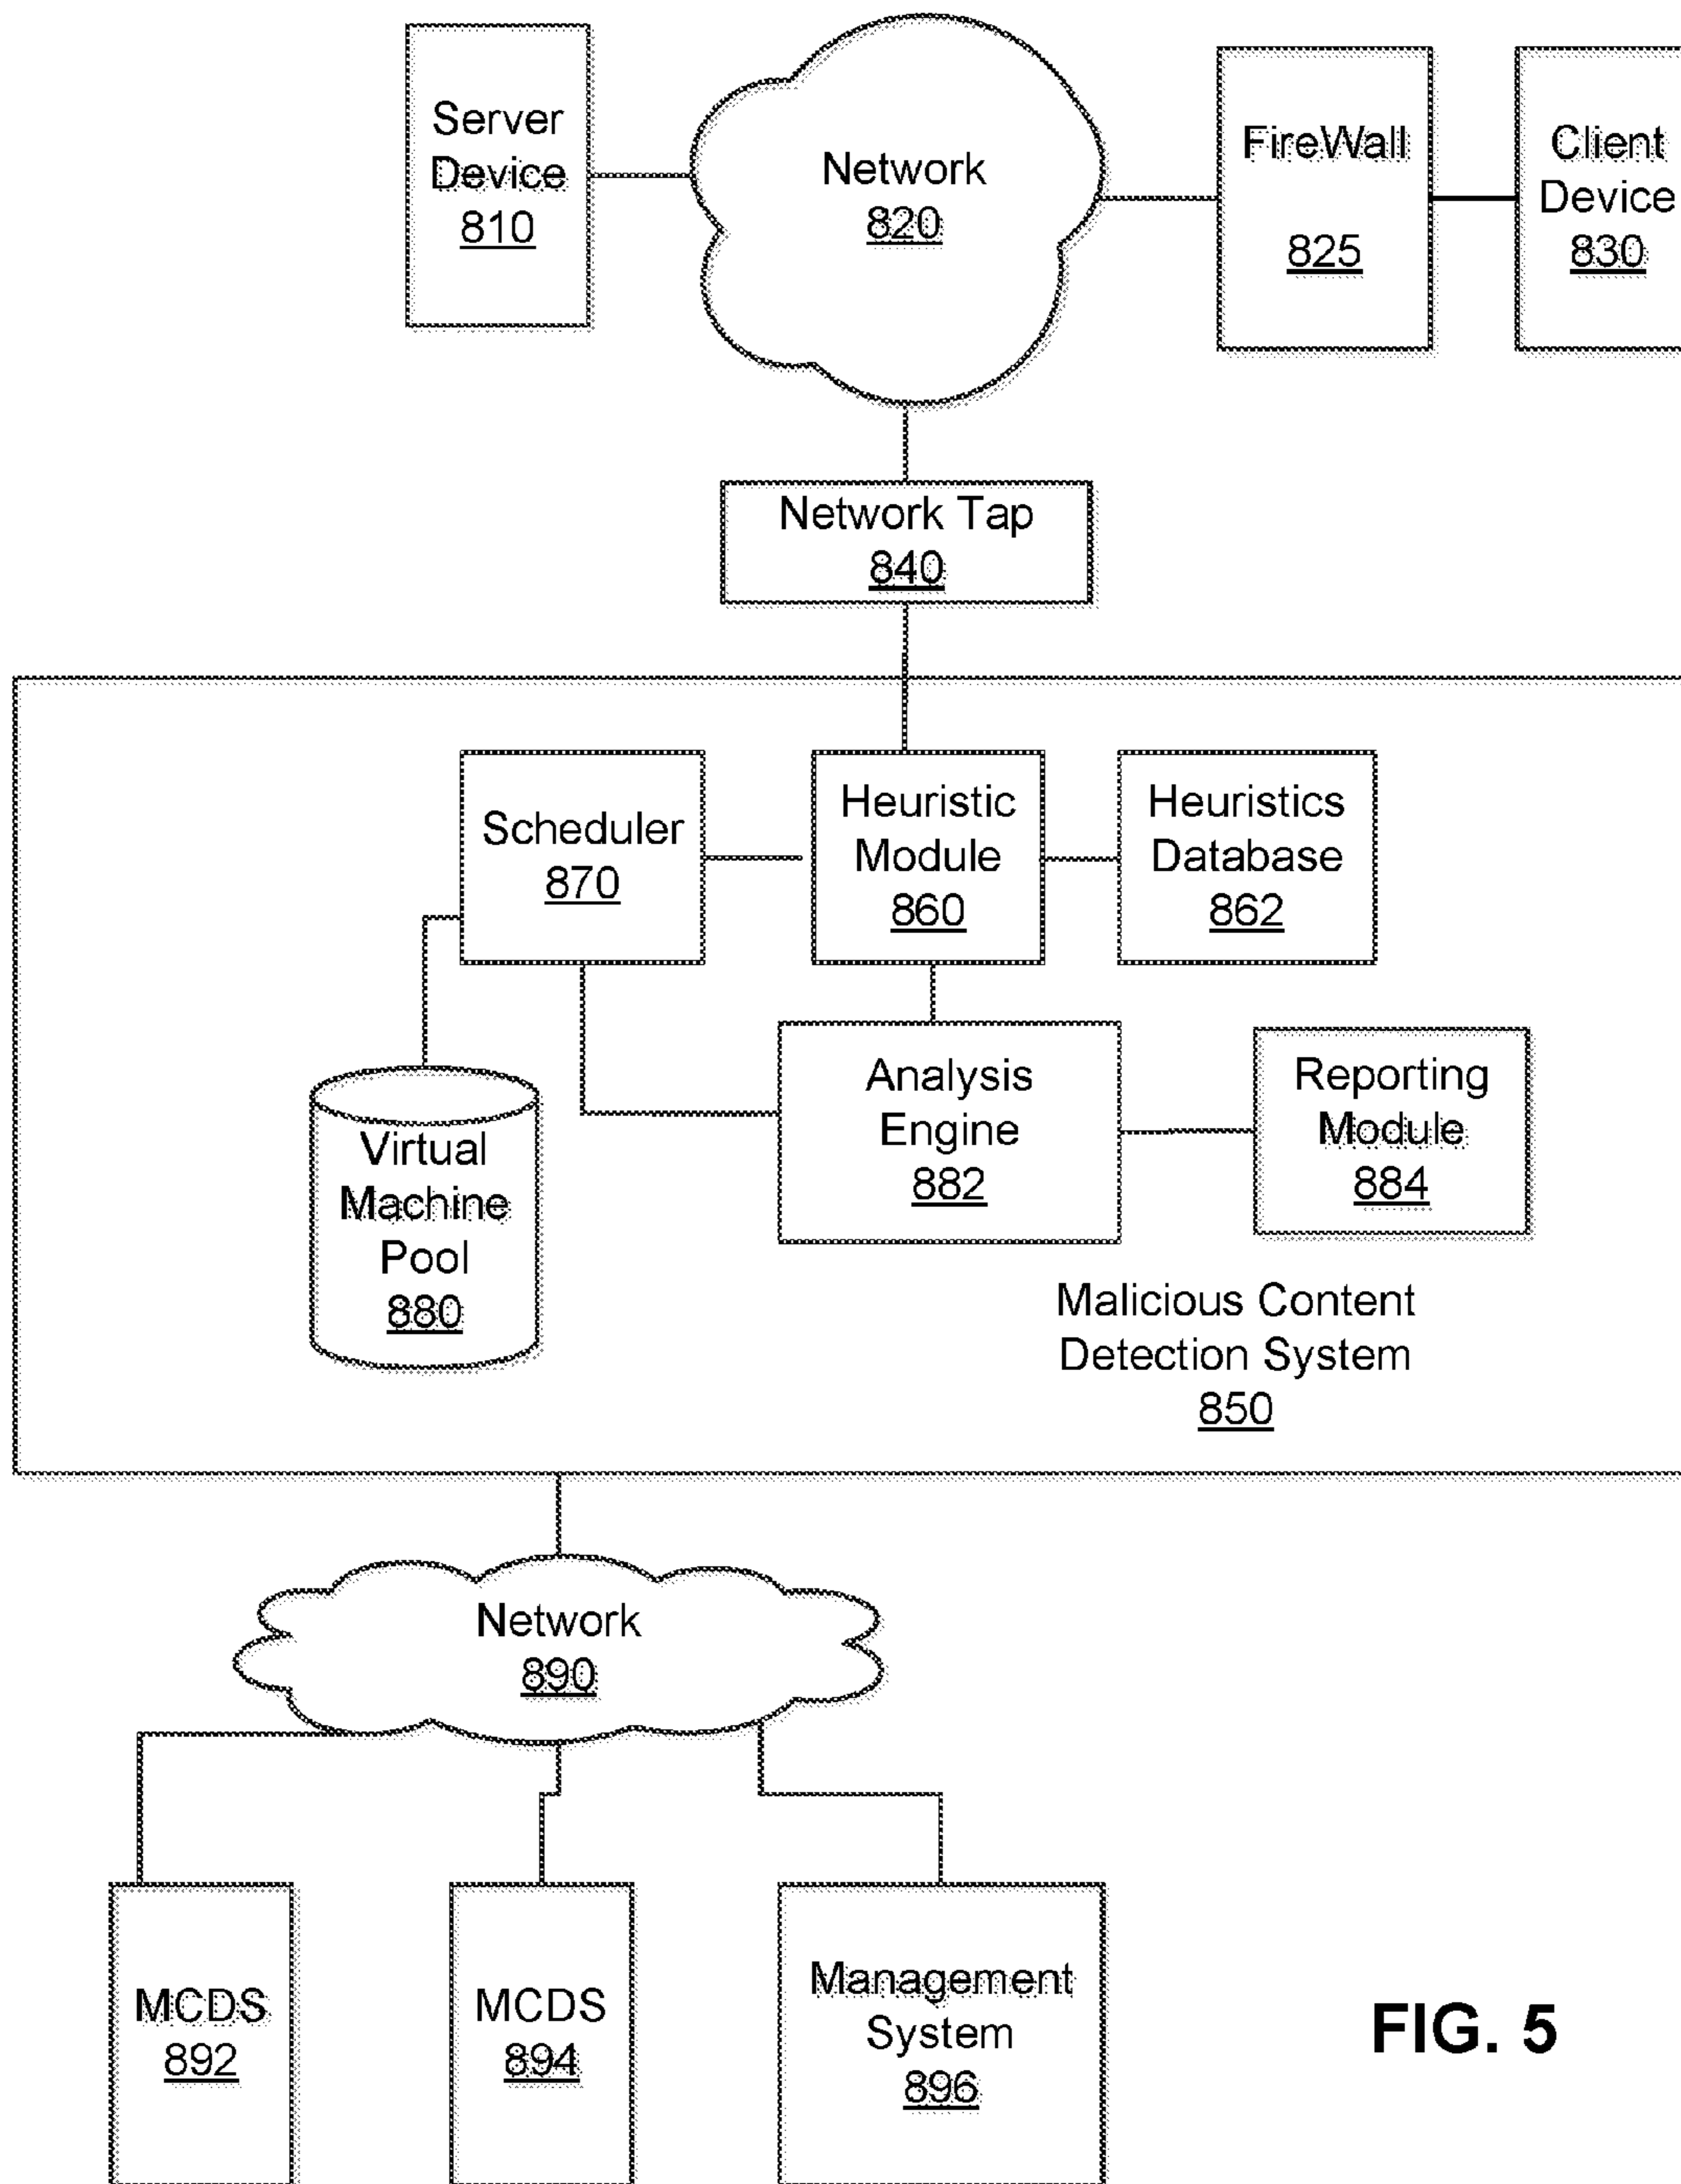 Server
Device
810
Network
820
FireWall
825
Client
Device
830
Network Tap
840
Scheduler
870
Heuristic
Module
860
Heuristics
Database
862
Virtual
Machine
Pool
880
Analysis
Engine
882
Reporting
Module
884
Malicious Content
Detection System
850
Network
890
MCDS
892
MCDS
894
Management
System
896
FIG. 5